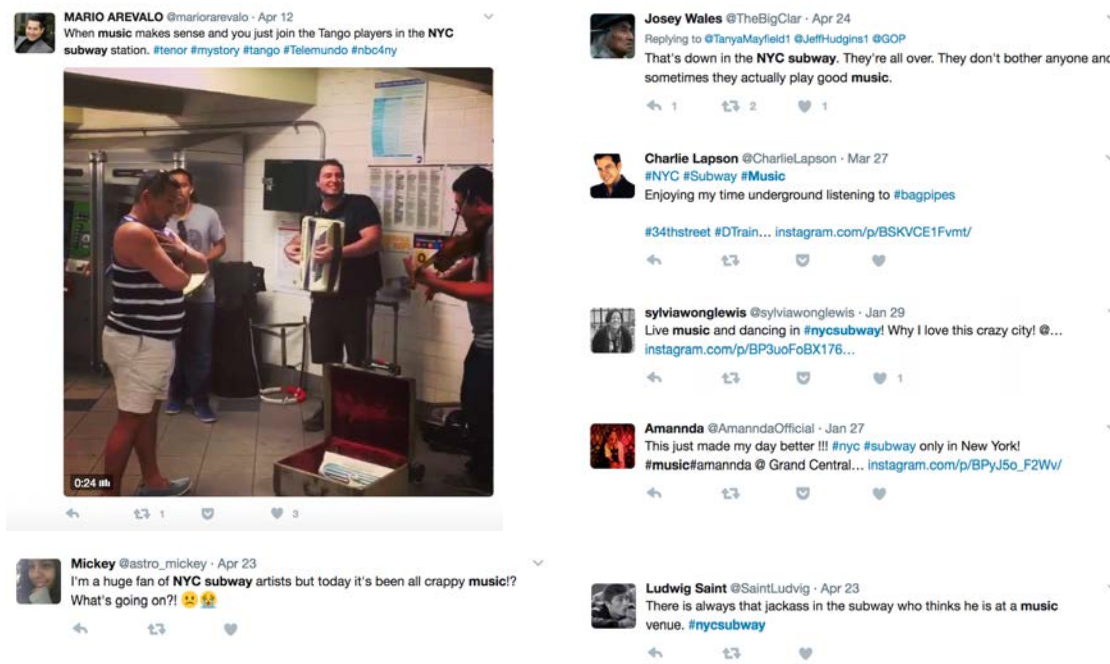 MARIO AREVALO @mariorarevalo · Apr 12
When music makes sense and you just join the Tango players in the NYC
subway station. #tenor #mystery #tango #Telemundo #nbc4ny
0:24
1
3
Mickey @astro_mickey · Apr 23
I'm a huge fan of NYC subway artists but today it's been all crappy music!?
What's going on?! 🙁😭
Josey Wales @TheBigClar · Apr 24
Replying to @TanyaMayfield1 @JeffHudgins1 @GOP
That's down in the NYC subway. They're all over. They don't bother anyone and
sometimes they actually play good music.
1 2 1
Charlie Lapson @CharlieLapson · Mar 27
#NYC #Subway #Music
Enjoying my time underground listening to #bagpipes
#34thstreet #DTrain... instagram.com/p/BSKVCE1Fvmt/
sylviawonglewis @sylviawonglewis · Jan 29
Live music and dancing in #nycsubway! Why I love this crazy city! @...
instagram.com/p/BP3uoFoBX176...
1
Amannda @AmanndaOfficial · Jan 27
This just made my day better !!! #nyc #subway only in New York!
#music#amannda @ Grand Central... instagram.com/p/BPyJ5o_F2Wv/
Ludwig Saint @SaintLudvig · Apr 23
There is always that jackass in the subway who thinks he is at a music
venue. #nycsubway